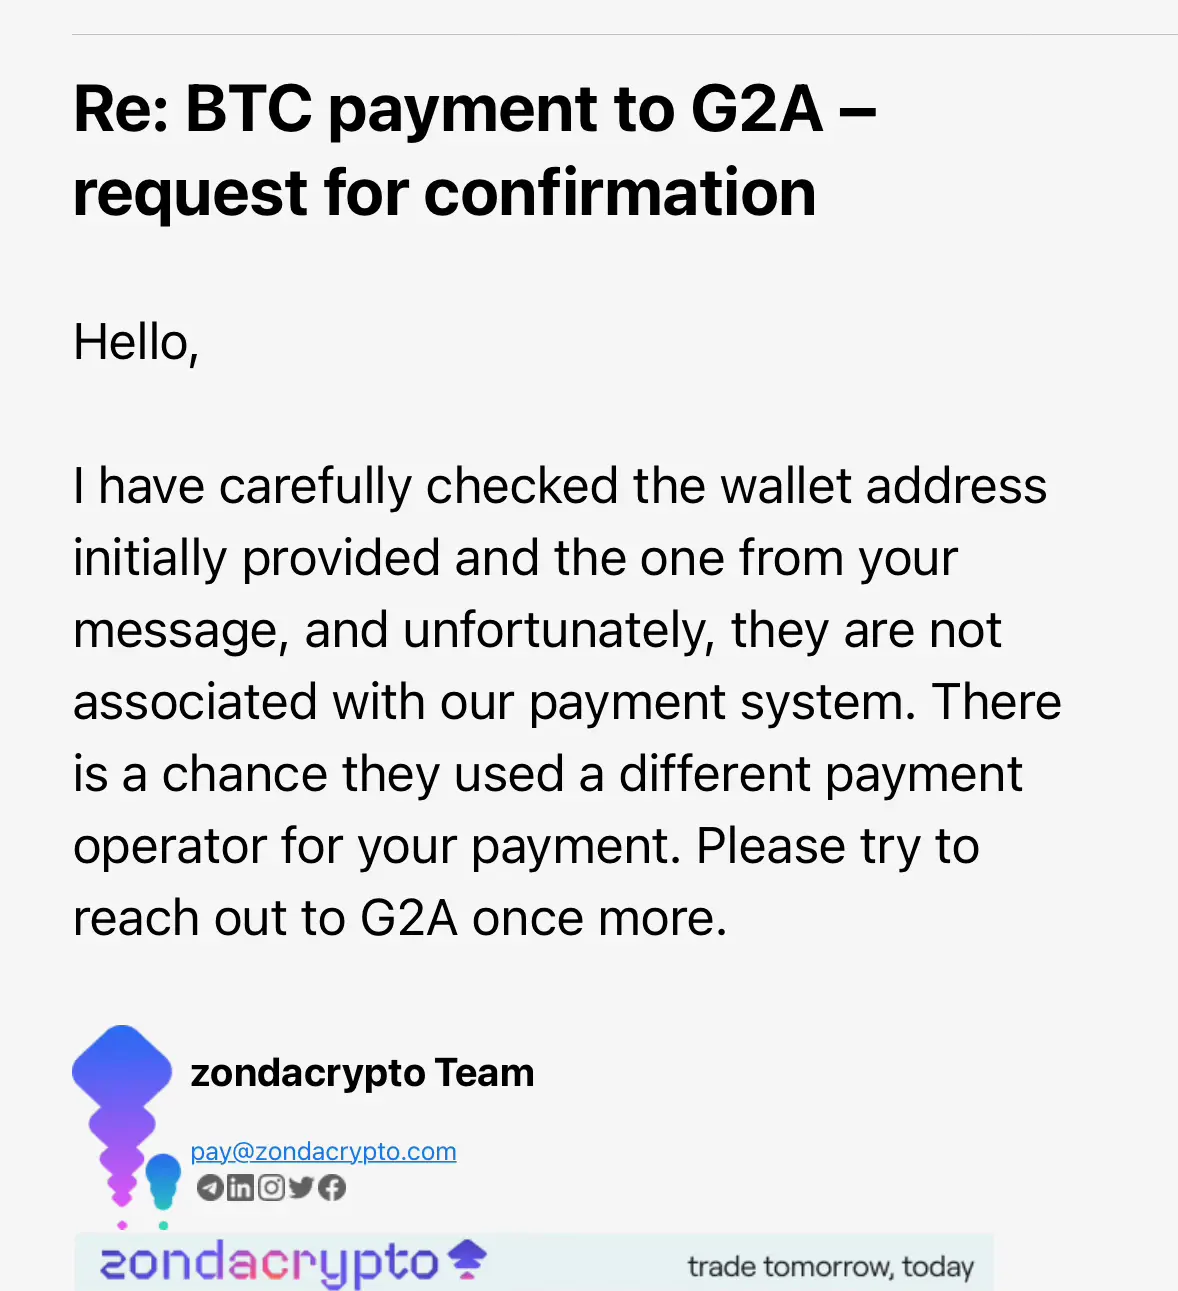 Re: BTC payment to G2A –
request for confirmation
Hello,
I have carefully checked the wallet address
initially provided and the one from your
message, and unfortunately, they are not
associated with our payment system. There
is a chance they used a different payment
operator for your payment. Please try to
reach out to G2A once more.
zondacrypto Team
pay@zondacrypto.com
zondacrypto
trade tomorrow, today